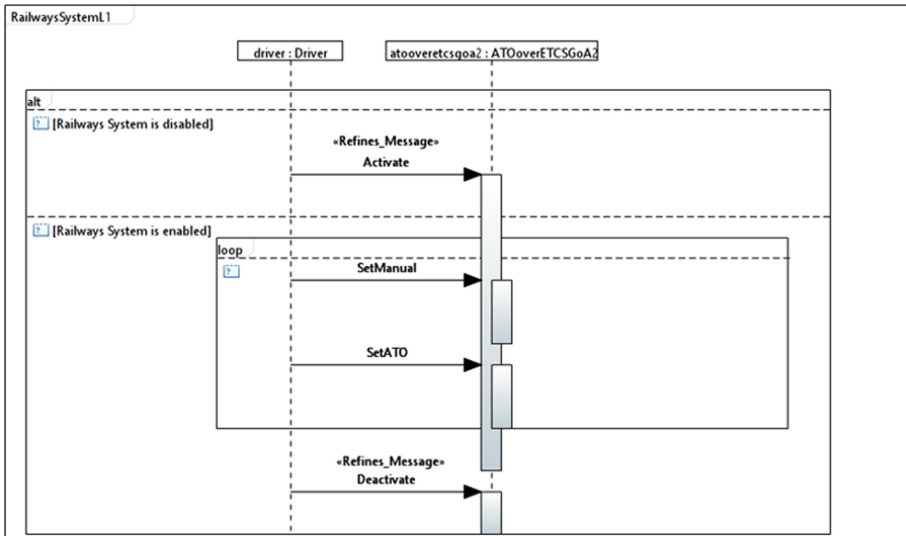 RailwaysSystemL1
driver : Driver
atooveretcsgoa2 : ATOoverETCSGoA2
alt
[Railways System is disabled]
«Refines_Message»
Activate
[Railways System is enabled]
loop
SetManual
SetATO
«Refines_Message»
Deactivate